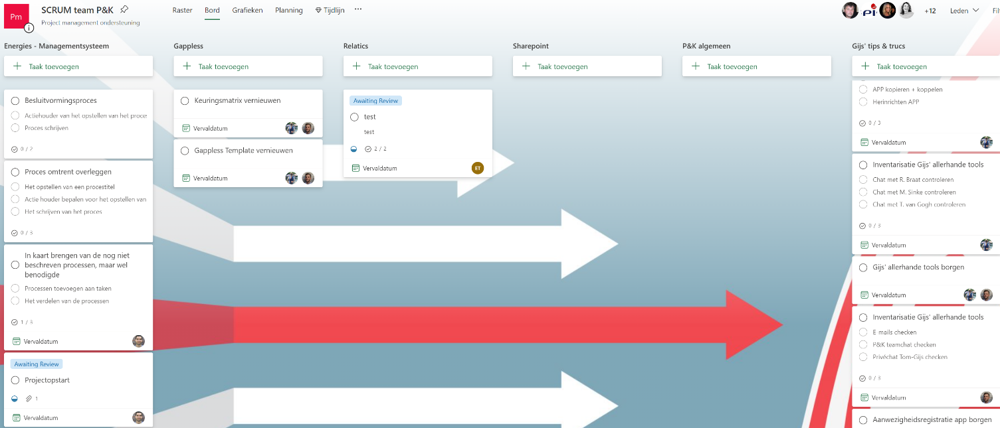 Pm
SCRUM team P&K
Project management ondersteuning
Raster
Bord
Grafieken
Planning
Tijdlijn
...
+12
Leden
Energies - Managementsysteem
Taak toevoegen
Besluitvormingsproces
Actiehouder van het opstellen van het
Proces schrijven
0 / 2
Proces omtrent overleggen
Het opstellen van een procestitel
Actie houder bepalen voor het opstellen van
Het schrijven van het proces
0 / 3
In kaart brengen van de nog niet
beschreven processen, maar wel
benodigde
Processen toevoegen aan taken
Het verdelen van de processen
1 / 3
Vervaldatum
Awaiting Review
Projectopstart
1
Vervaldatum
Gappless
Taak toevoegen
Keuringsmatrix vernieuwen
Vervaldatum
Gappless Template vernieuwen
Vervaldatum
Relatics
Taak toevoegen
Awaiting Review
test
test
2 / 2
Vervaldatum
ET
Sharepoint
Taak toevoegen
P&K algemeen
Taak toevoegen
Gijs' tips & trucs
Taak toevoegen
APP kopieren + koppelen
Herinrichten APP
0 / 3
Vervaldatum
Inventarisatie Gijs' allerhande tools
Chat met R. Braat controleren
Chat met M. Sinke controleren
Chat met T. van Gogh controleren
0 / 3
Vervaldatum
Gijs' allerhande tools borgen
Vervaldatum
Inventarisatie Gijs' allerhande tools
E-mails checken
P&K teamchat checken
Privéchat Tom-Gijs checken
0 / 3
Vervaldatum
Aanwezigheidsregistratie app borgen